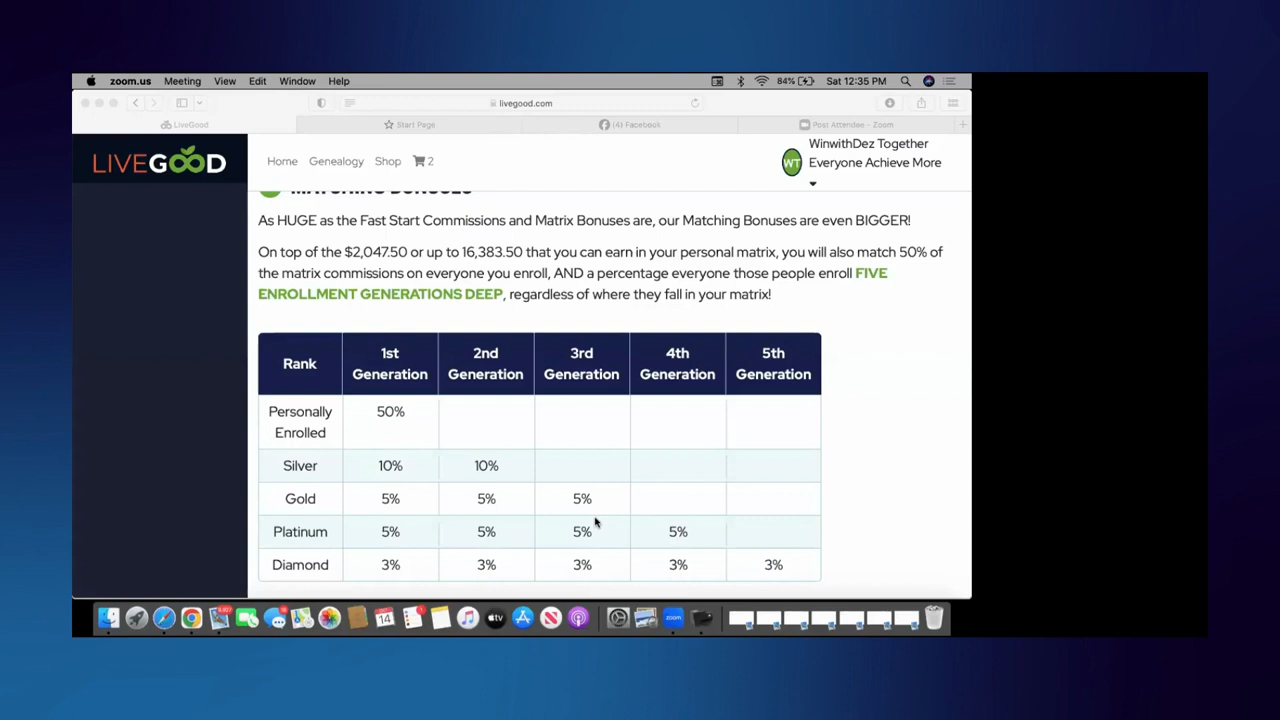 zoom.us Meeting View Edit Window Help 84% Sat 12:35 PM
livegood.com
LiveGood Start Page (4) Facebook Post Attendee - Zoom
LIVEGOOD Home Genealogy Shop 2 WT WinwithDez Together
Everyone Achieve More
MATCHING BONUSES
As HUGE as the Fast Start Commissions and Matrix Bonuses are, our Matching Bonuses are even BIGGER!
On top of the $2,047.50 or up to 16,383.50 that you can earn in your personal matrix, you will also match 50% of
the matrix commissions on everyone you enroll, AND a percentage everyone those people enroll FIVE
ENROLLMENT GENERATIONS DEEP, regardless of where they fall in your matrix!
Rank 1st Generation 2nd Generation 3rd Generation 4th Generation 5th Generation
Personally Enrolled 50%
Silver 10% 10%
Gold 5% 5% 5%
Platinum 5% 5% 5% 5%
Diamond 3% 3% 3% 3% 3%
14 tv zoom